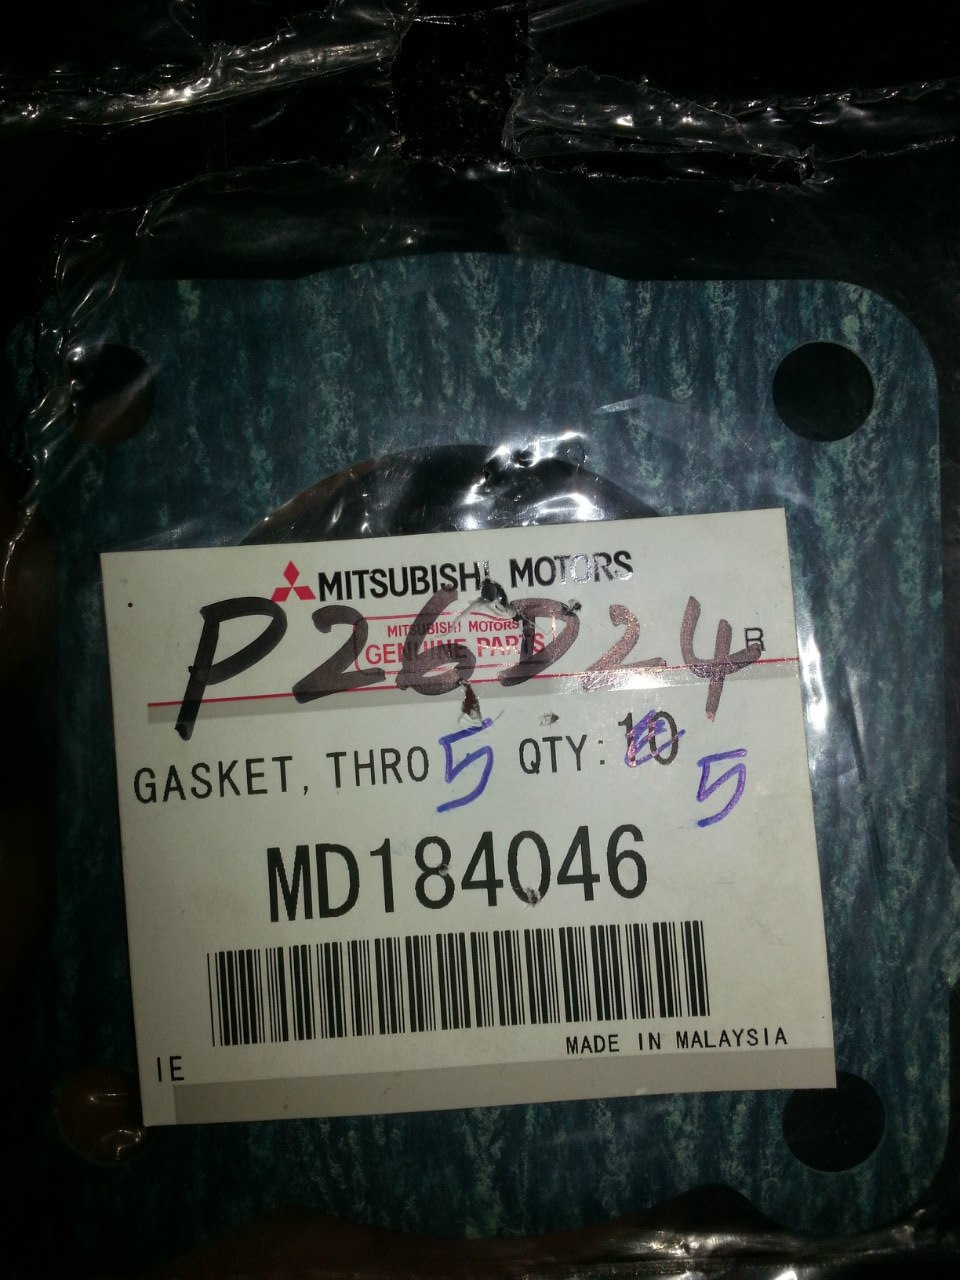 MITSUBISHI MOTORS
P26D24
MITSUBISHI MOTORS
GENUINE PARTS
R
GASKET, THRO 5 QTY: 10
5
MD184046
MADE IN MALAYSIA
IE